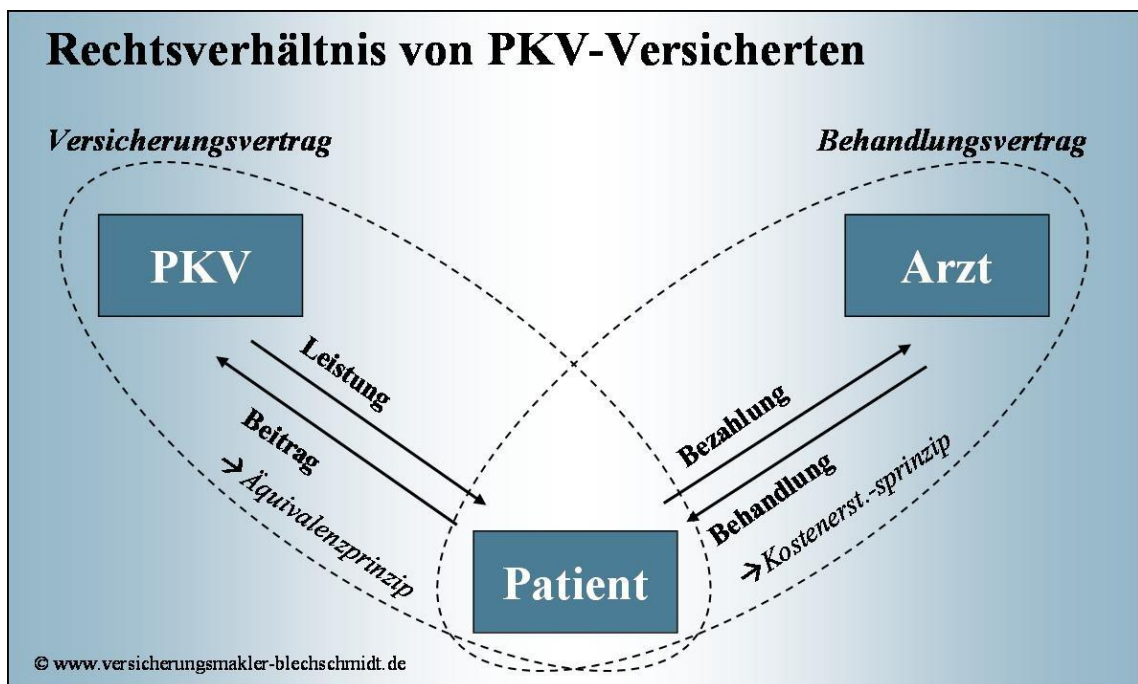 Rechtsverhältnis von PKV-Versicherten
Versicherungsvertrag
Behandlungsvertrag
PKV
Arzt
Leistung
Beitrag
→ Äquivalenzprinzip
Bezahlung
Behandlung
→ Kostenerst.-sprinzip
Patient
© www.versicherungsmakler-blechschmidt.de